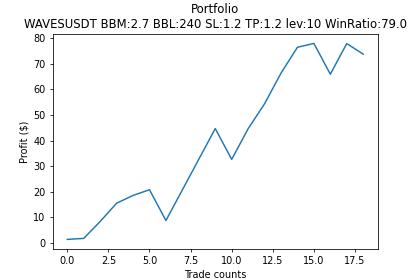 Portfolio
WAVESUSDT BBM:2.7 BBL:240 SL:1.2 TP:1.2 lev:10 WinRatio:79.0
80
70
60
50
40
30
20
10
0
Profit ($)
0.0 2.5 5.0 7.5 10.0 12.5 15.0 17.5
Trade counts